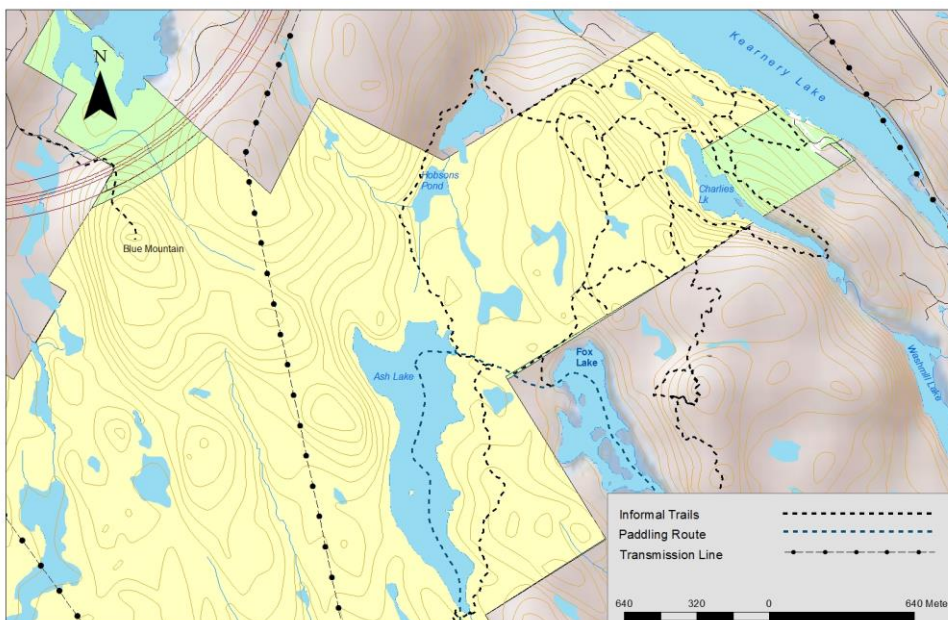 Kearnery Lake
N
Hobsons
Pond
Charlies
Lk
Blue Mountain
Fox
Lake
Ash Lake
Washmill Lake
Informal Trails
Paddling Route
Transmission Line
640 320 0 640 Mete